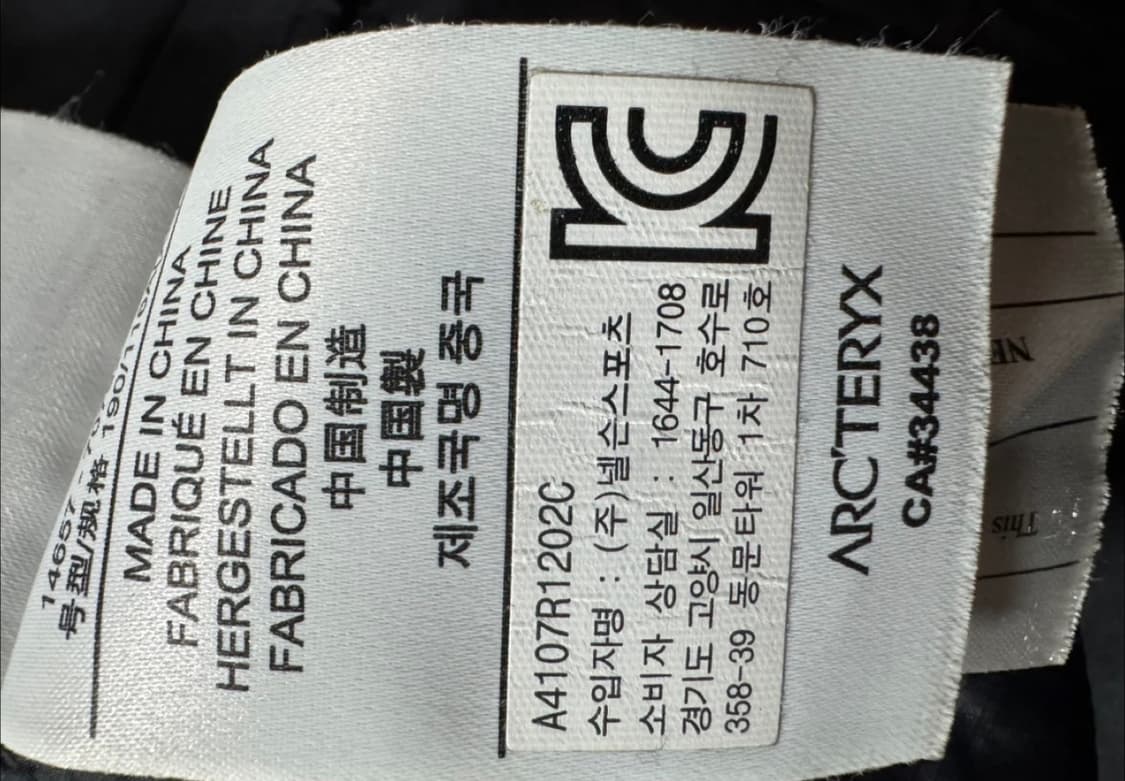 号型/规格 190/1
MADE IN CHINA
FABRIQUÉ EN CHINE
HERGESTELLT IN CHINA
FABRICADO EN CHINA
中国制造
中国製
제조국명 중국
A4107R1202C
수입자명 : (주)넬슨스포츠
소비자 상담실 : 1644-1708
경기도 고양시 일산동구 호수로
358-39 동문타워 1차 710호
ARC'TERYX
CA#34438
This
NE